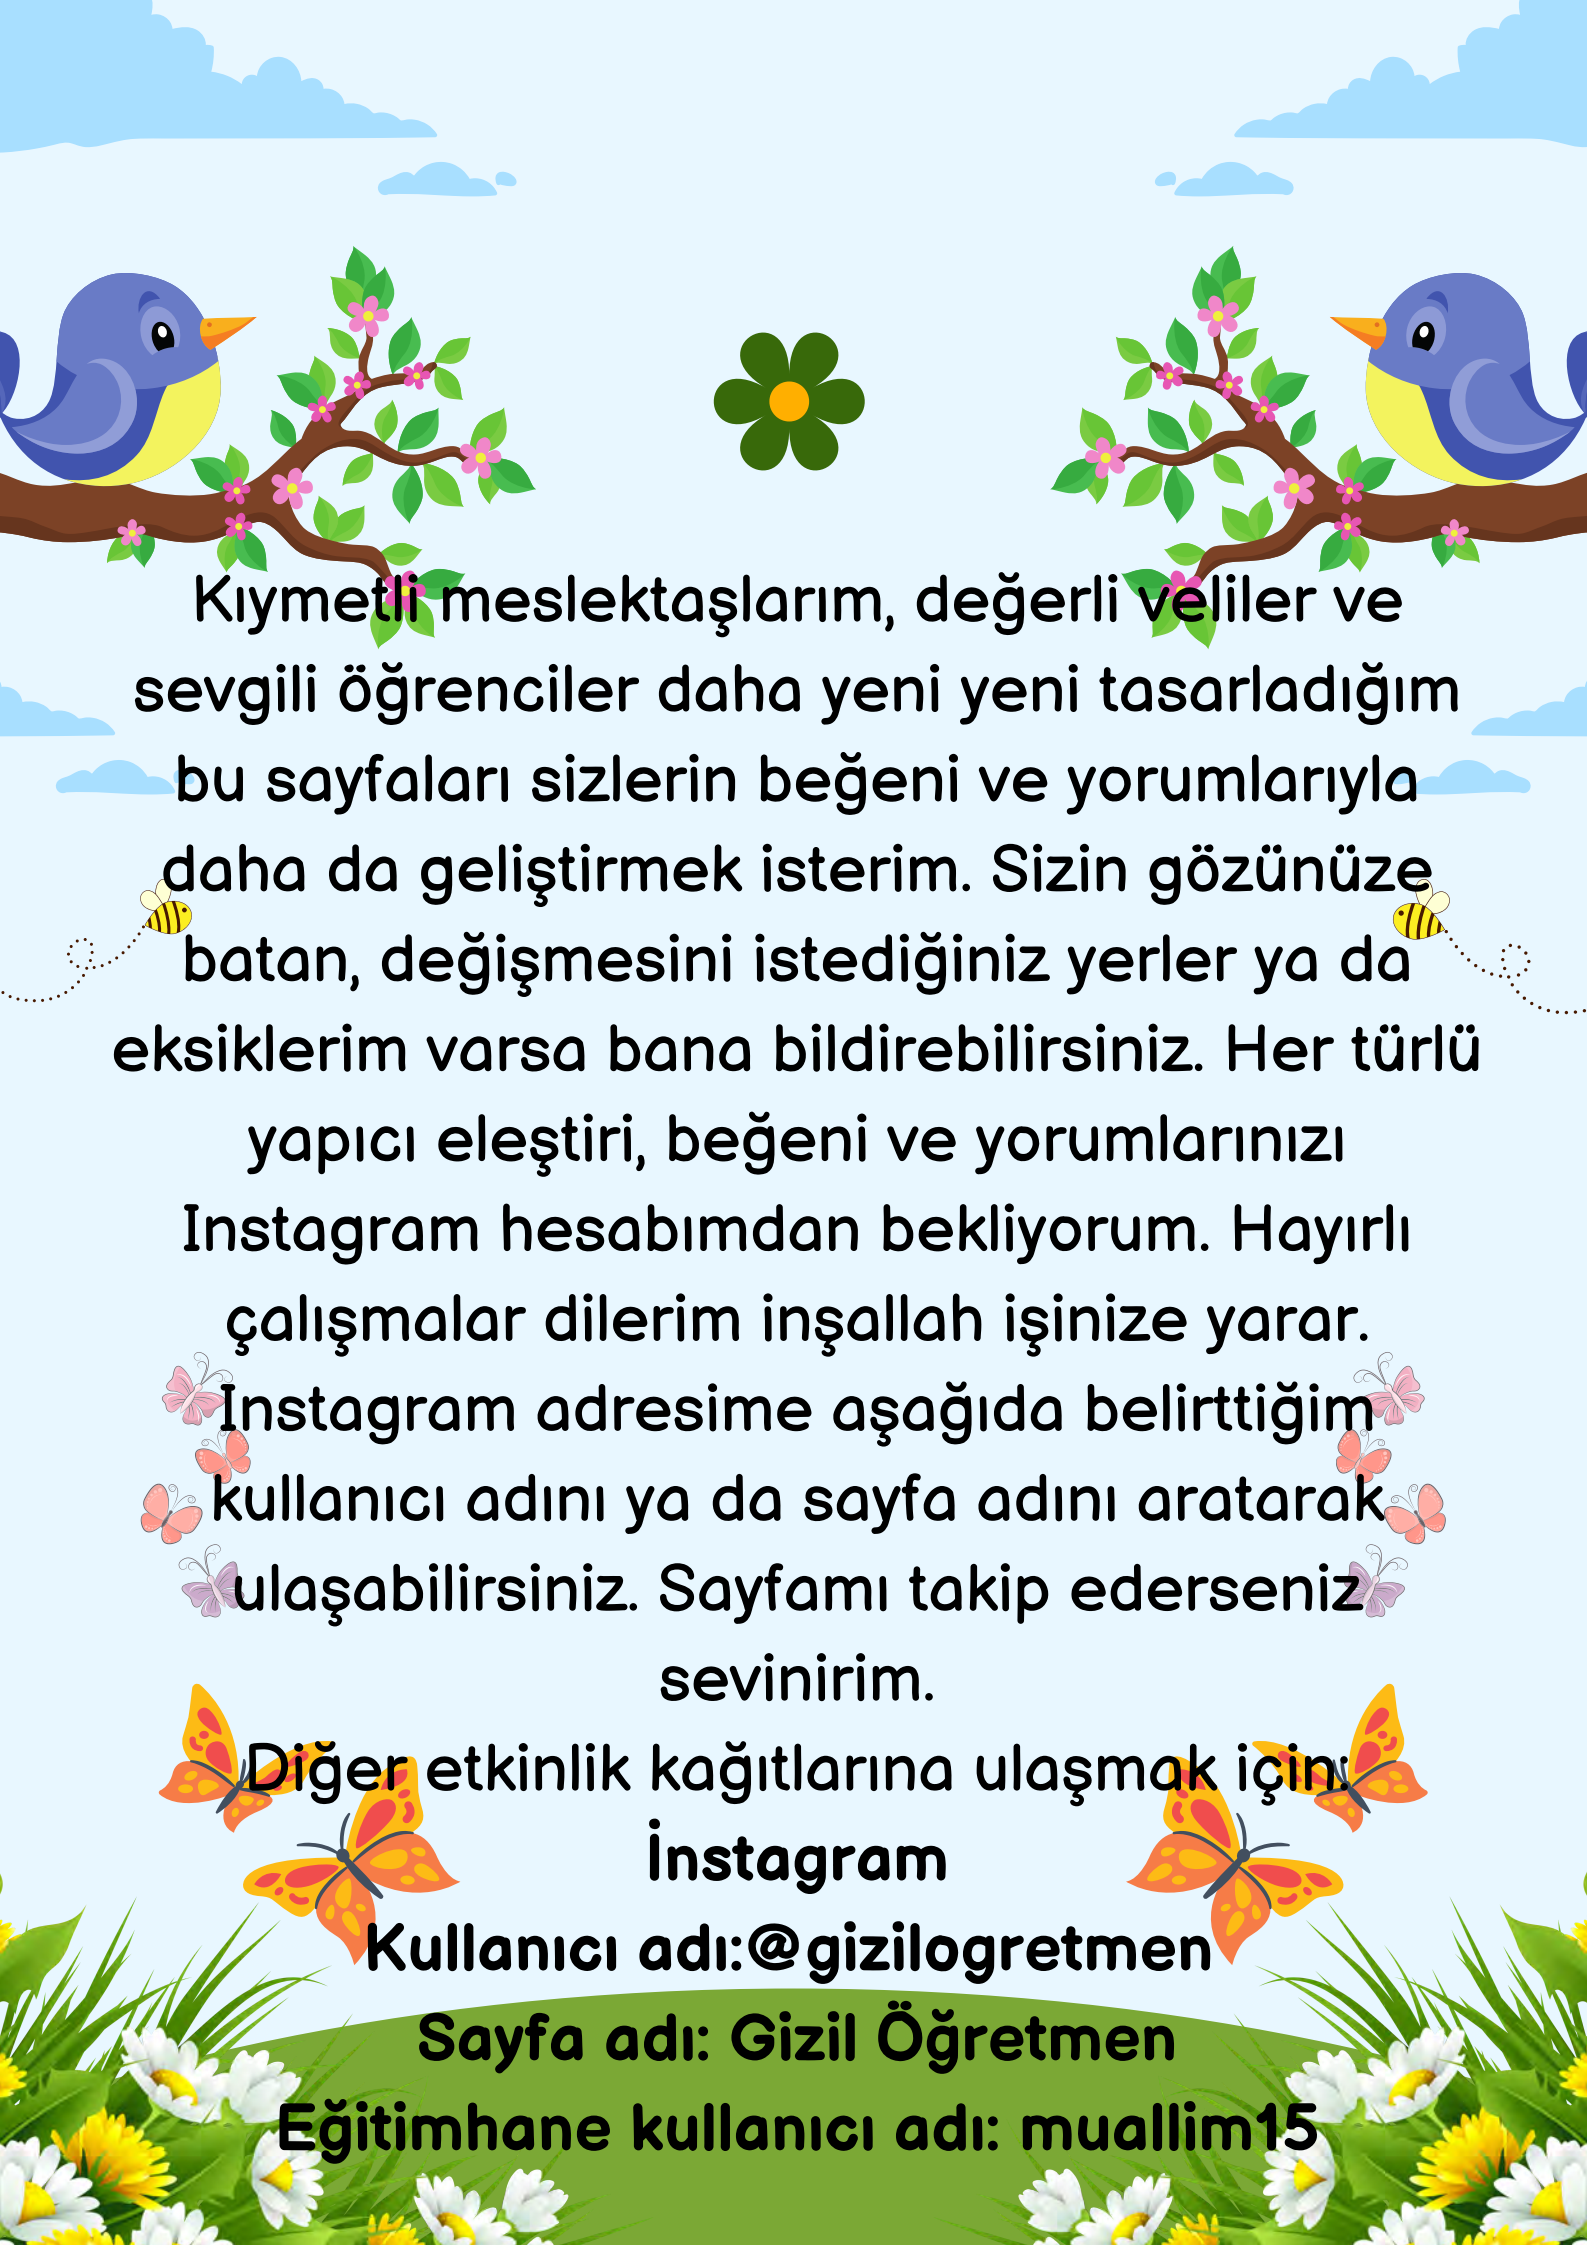 Kıymetli meslektaşlarım, değerli veliler ve
sevgili öğrenciler daha yeni yeni tasarladığım
bu sayfaları sizlerin beğeni ve yorumlarıyla
daha da geliştirmek isterim. Sizin gözünüze
batan, değişmesini istediğiniz yerler ya da
eksiklerim varsa bana bildirebilirsiniz. Her türlü
yapıcı eleştiri, beğeni ve yorumlarınızı
Instagram hesabımdan bekliyorum. Hayırlı
çalışmalar dilerim inşallah işinize yarar.
Instagram adresime aşağıda belirttiğim
kullanıcı adını ya da sayfa adını aratarak
ulaşabilirsiniz. Sayfamı takip ederseniz
sevinirim.
Diğer etkinlik kağıtlarına ulaşmak için:
İnstagram
Kullanıcı adı:@gizilogretmen
Sayfa adı: Gizil Öğretmen
Eğitimhane kullanıcı adı: muallim15